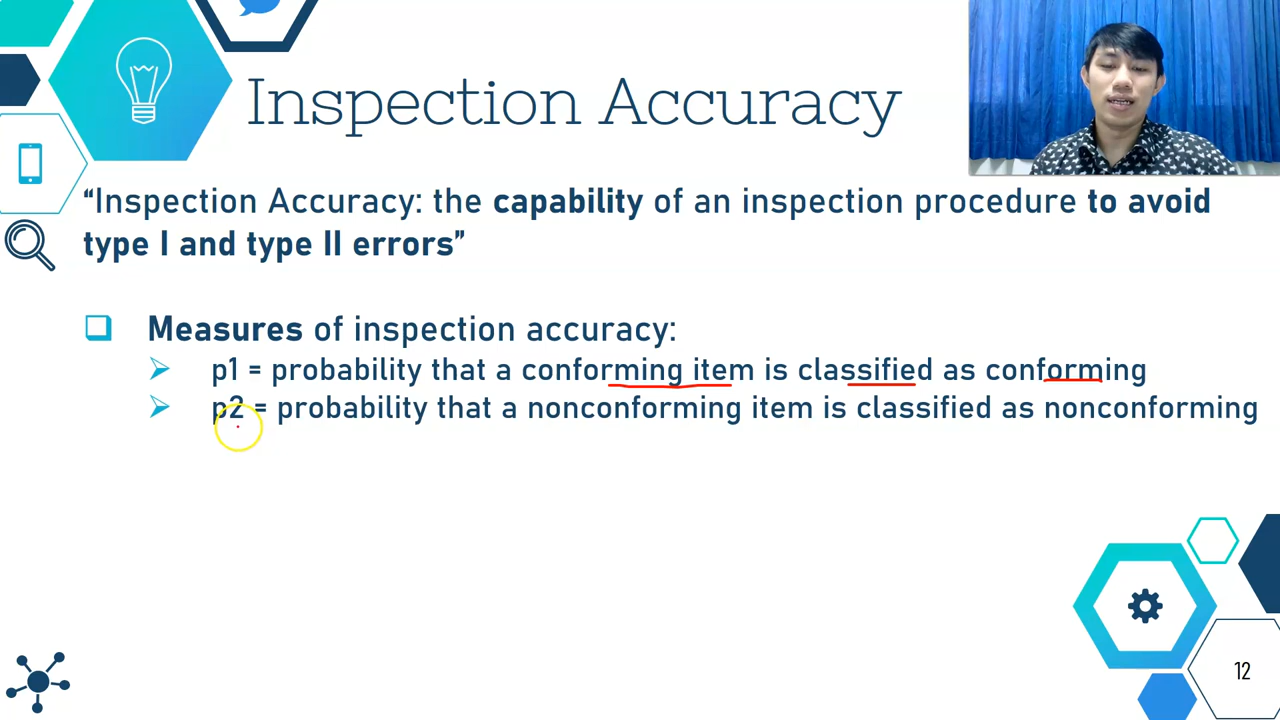 Inspection Accuracy
“Inspection Accuracy: the capability of an inspection procedure to avoid
type I and type II errors”
Measures of inspection accuracy:
p1 = probability that a conforming item is classified as conforming
p2 = probability that a nonconforming item is classified as nonconforming
12